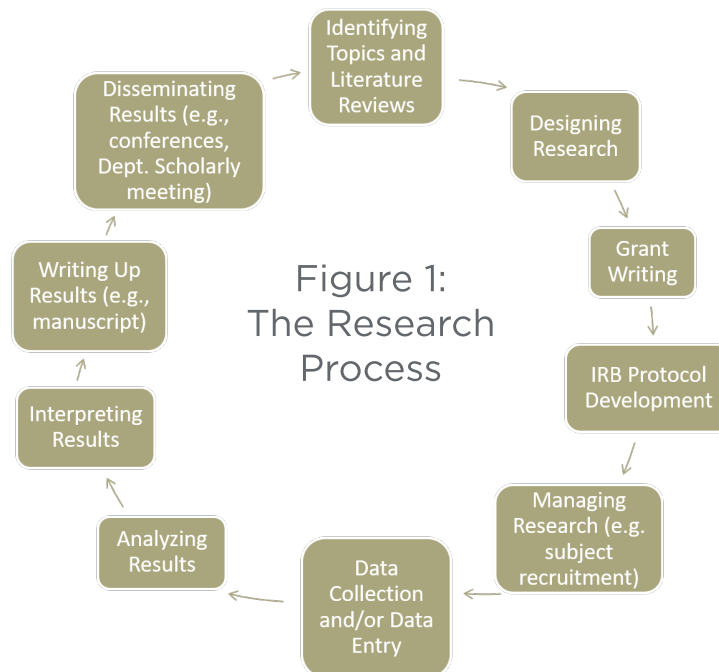 Identifying
Topics and
Literature
Reviews
Designing
Research
Grant
Writing
IRB Protocol
Development
Managing
Research (e.g.
subject
recruitment)
Data
Collection
and/or Data
Entry
Analyzing
Results
Interpreting
Results
Writing Up
Results (e.g.,
manuscript)
Disseminating
Results (e.g.,
conferences,
Dept. Scholarly
meeting)
Figure 1:
The Research
Process